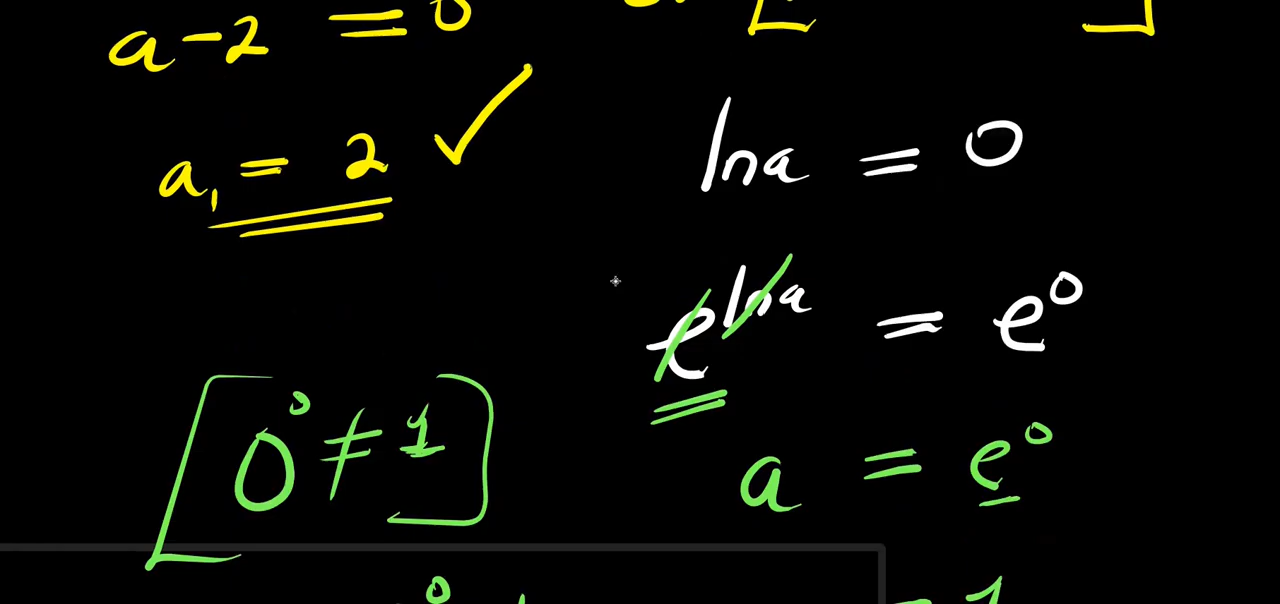 a - 2 = 0
a₁ = 2 ✓
ln a = 0
e^{ln a} = e⁰
[0⁰ ≠ 1]
a = e⁰